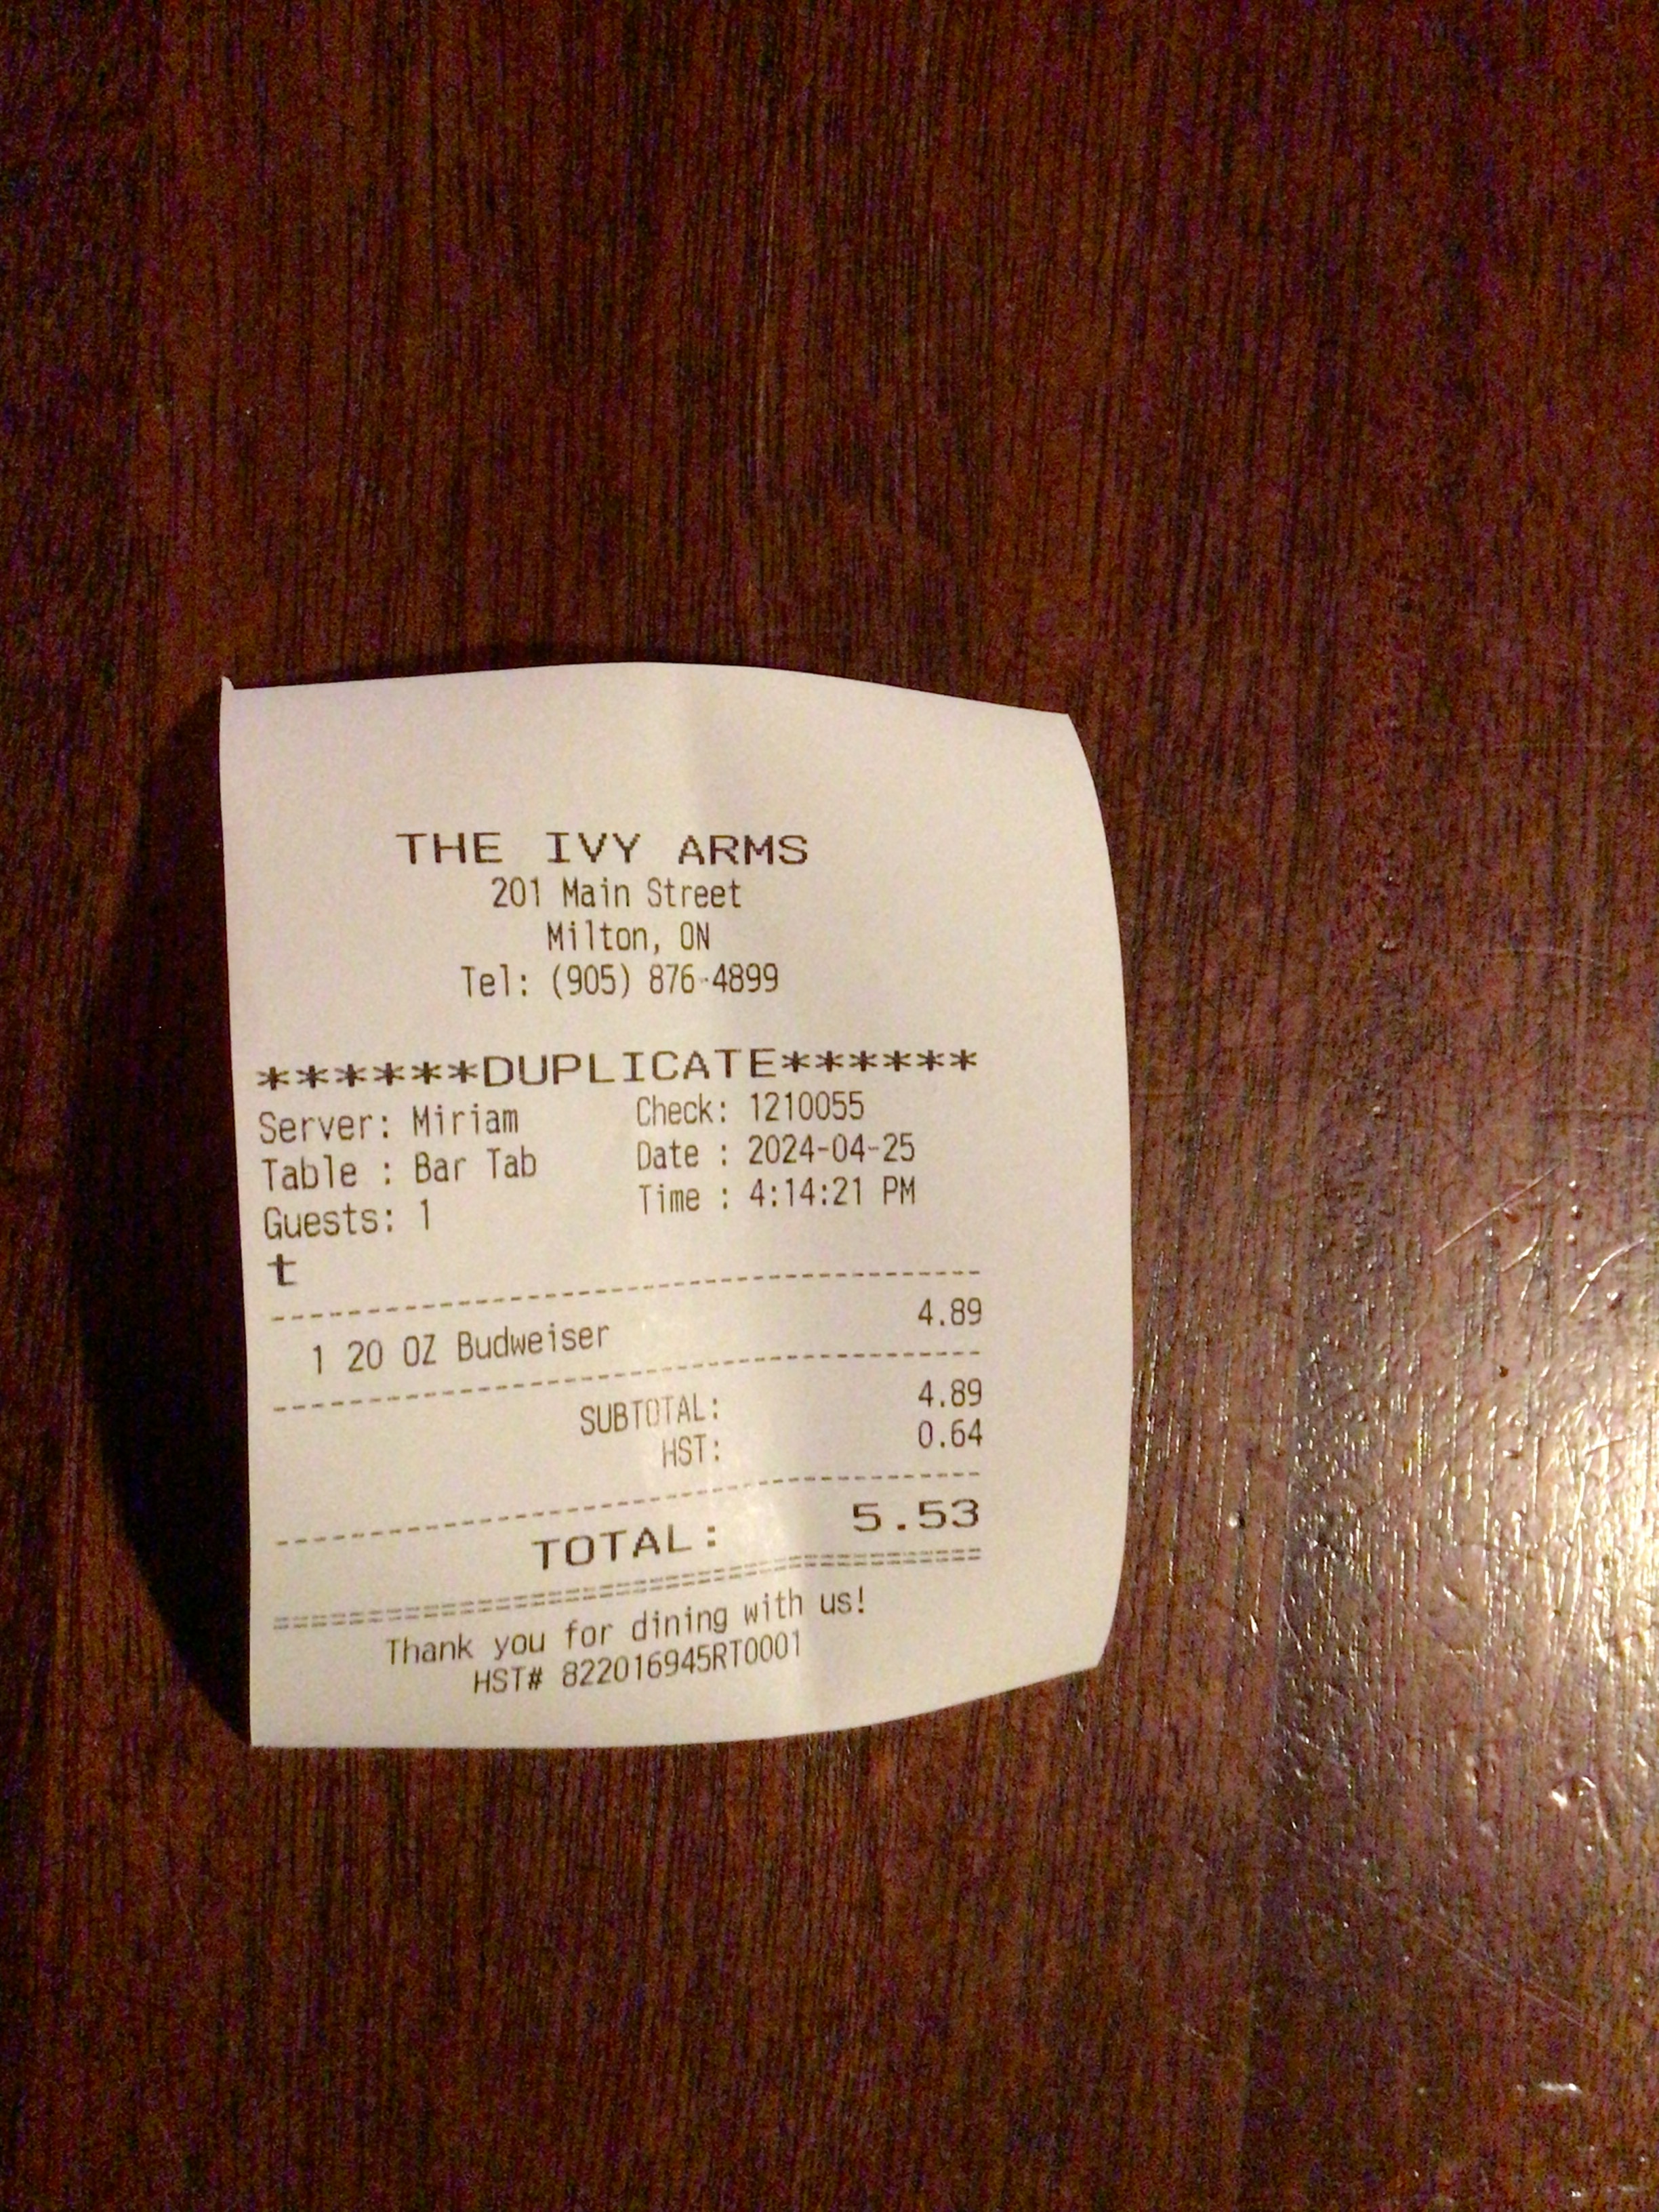 THE IVY ARMS
201 Main Street
Milton, ON
Tel: (905) 876-4899
******DUPLICATE******
Server: Miriam Check: 1210055
Table : Bar Tab Date : 2024-04-25
Guests: 1 Time : 4:14:21 PM
t
--------------------------------------
1 20 OZ Budweiser 4.89
--------------------------------------
SUBTOTAL: 4.89
HST: 0.64
--------------------------------------
TOTAL: 5.53
======================================
Thank you for dining with us!
HST# 822016945RT0001